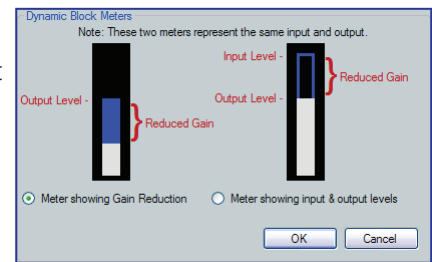 Dynamic Block Meters
Note: These two meters represent the same input and output.
Input Level -
Reduced Gain
Output Level -
Output Level -
Reduced Gain
Meter showing Gain Reduction
Meter showing input & output levels
OK
Cancel